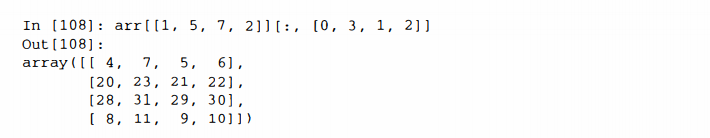 In [108]: arr[[1, 5, 7, 2]][:, [0, 3, 1, 2]]
Out[108]:
array([[ 4,  7,  5,  6],
       [20, 23, 21, 22],
       [28, 31, 29, 30],
       [ 8, 11,  9, 10]])